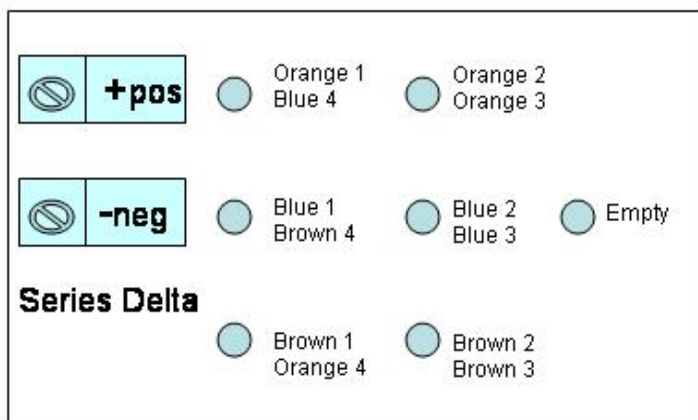 +pos
Orange 1
Blue 4
Orange 2
Orange 3
-neg
Blue 1
Brown 4
Blue 2
Blue 3
Empty
Series Delta
Brown 1
Orange 4
Brown 2
Brown 3